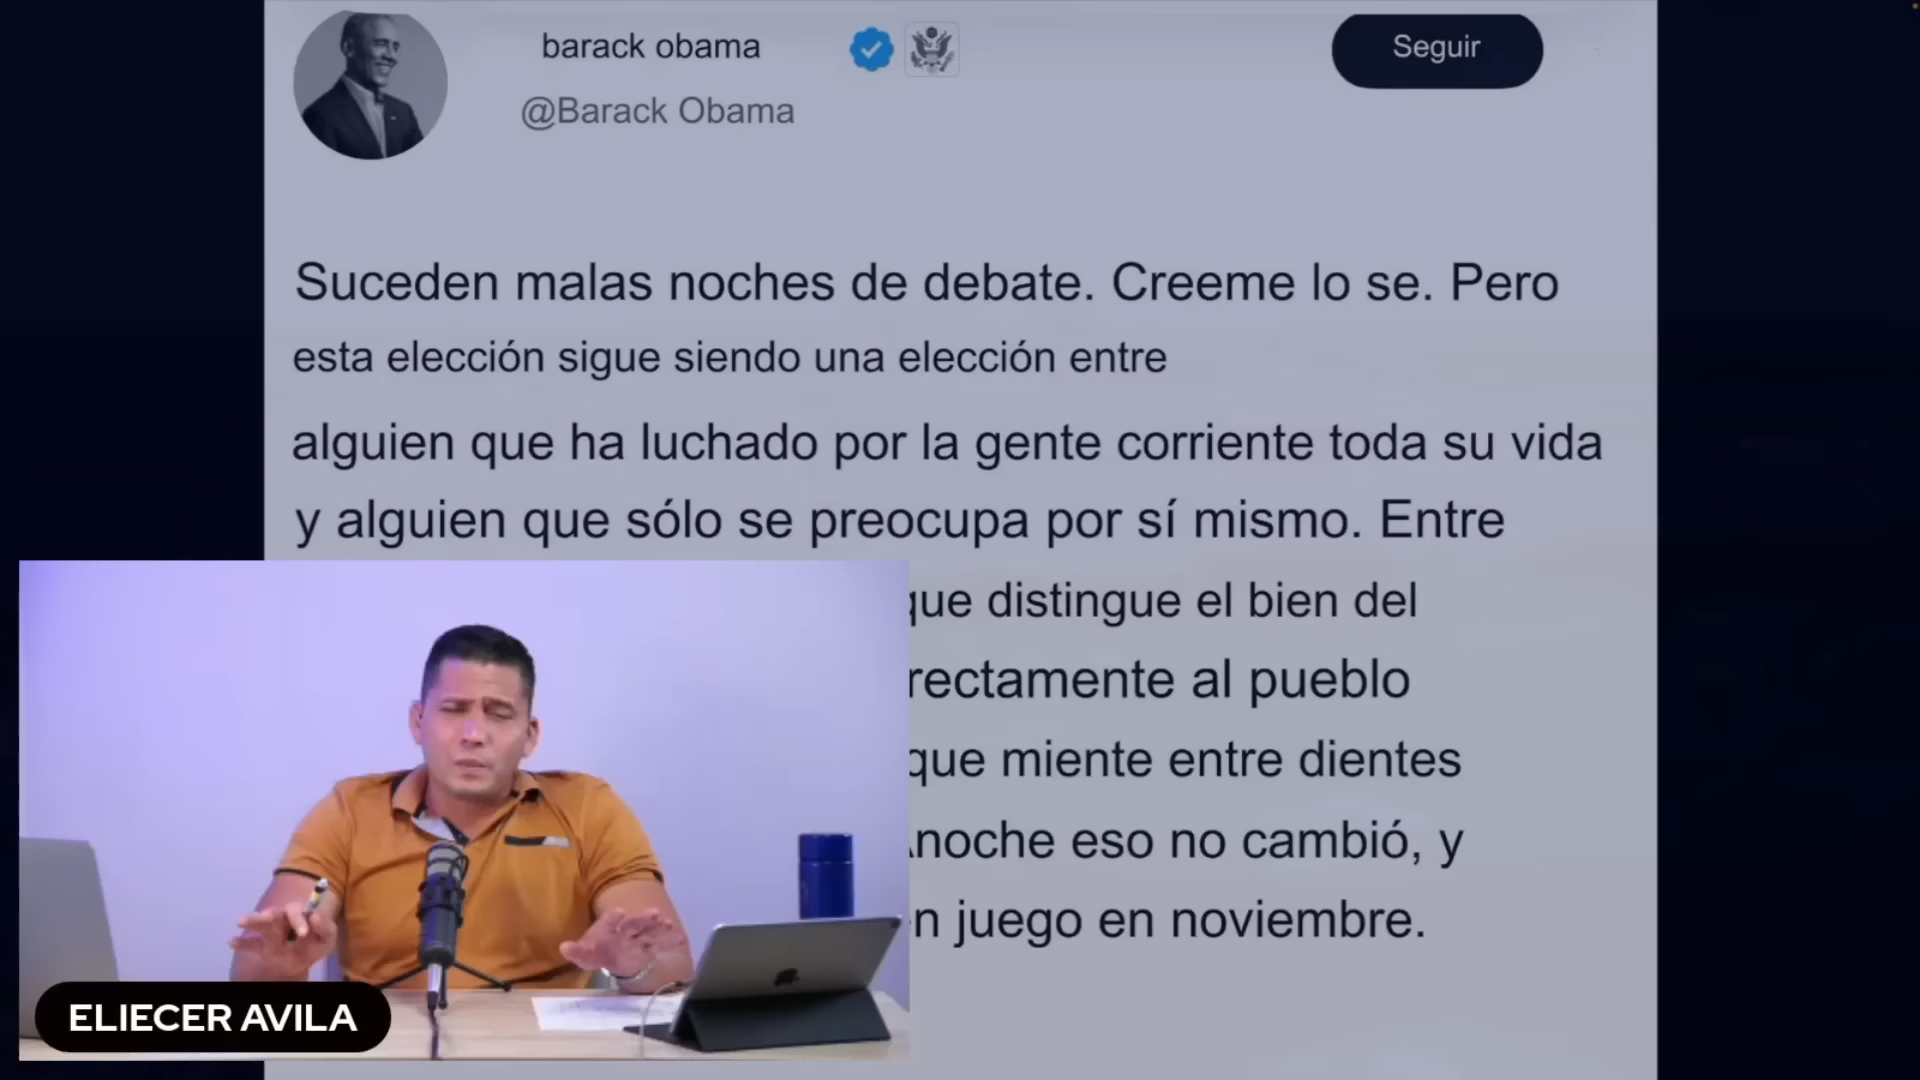 barack obama
Seguir
@Barack Obama
Suceden malas noches de debate. Creeme lo se. Pero
esta elección sigue siendo una elección entre
alguien que ha luchado por la gente corriente toda su vida
y alguien que sólo se preocupa por sí mismo. Entre
que distingue el bien del
al pueblo
que miente entre dientes
eso no cambió, y
juego en noviembre.
ELIECER AVILA